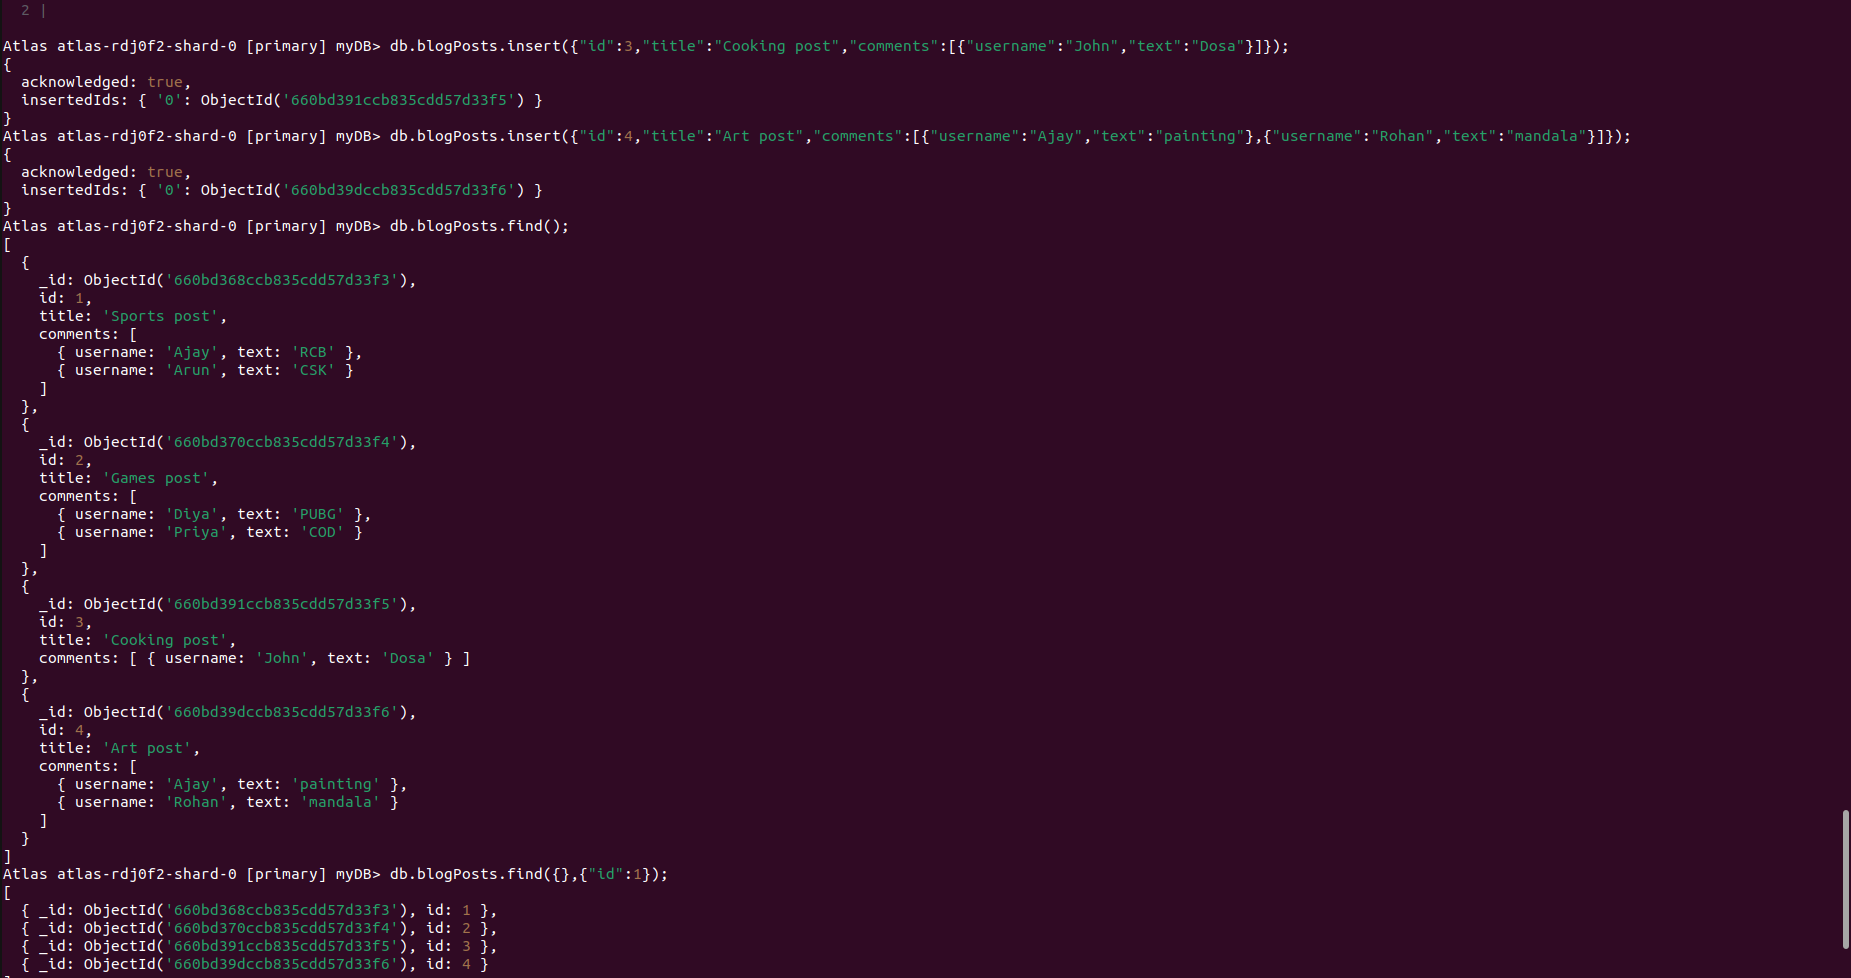 2 |
Atlas atlas-rdj0f2-shard-0 [primary] myDB> db.blogPosts.insert({"id":3,"title":"Cooking post","comments":[{"username":"John","text":"Dosa"}]});
{
  acknowledged: true,
  insertedIds: { '0': ObjectId('660bd391ccb835cdd57d33f5') }
}
Atlas atlas-rdj0f2-shard-0 [primary] myDB> db.blogPosts.insert({"id":4,"title":"Art post","comments":[{"username":"Ajay","text":"painting"},{"username":"Rohan","text":"mandala"}]});
{
  acknowledged: true,
  insertedIds: { '0': ObjectId('660bd39dccb835cdd57d33f6') }
}
Atlas atlas-rdj0f2-shard-0 [primary] myDB> db.blogPosts.find();
[
  {
    _id: ObjectId('660bd368ccb835cdd57d33f3'),
    id: 1,
    title: 'Sports post',
    comments: [
      { username: 'Ajay', text: 'RCB' },
      { username: 'Arun', text: 'CSK' }
    ]
  },
  {
    _id: ObjectId('660bd370ccb835cdd57d33f4'),
    id: 2,
    title: 'Games post',
    comments: [
      { username: 'Diya', text: 'PUBG' },
      { username: 'Priya', text: 'COD' }
    ]
  },
  {
    _id: ObjectId('660bd391ccb835cdd57d33f5'),
    id: 3,
    title: 'Cooking post',
    comments: [ { username: 'John', text: 'Dosa' } ]
  },
  {
    _id: ObjectId('660bd39dccb835cdd57d33f6'),
    id: 4,
    title: 'Art post',
    comments: [
      { username: 'Ajay', text: 'painting' },
      { username: 'Rohan', text: 'mandala' }
    ]
  }
]
Atlas atlas-rdj0f2-shard-0 [primary] myDB> db.blogPosts.find({},{"id":1});
[
  { _id: ObjectId('660bd368ccb835cdd57d33f3'), id: 1 },
  { _id: ObjectId('660bd370ccb835cdd57d33f4'), id: 2 },
  { _id: ObjectId('660bd391ccb835cdd57d33f5'), id: 3 },
  { _id: ObjectId('660bd39dccb835cdd57d33f6'), id: 4 }